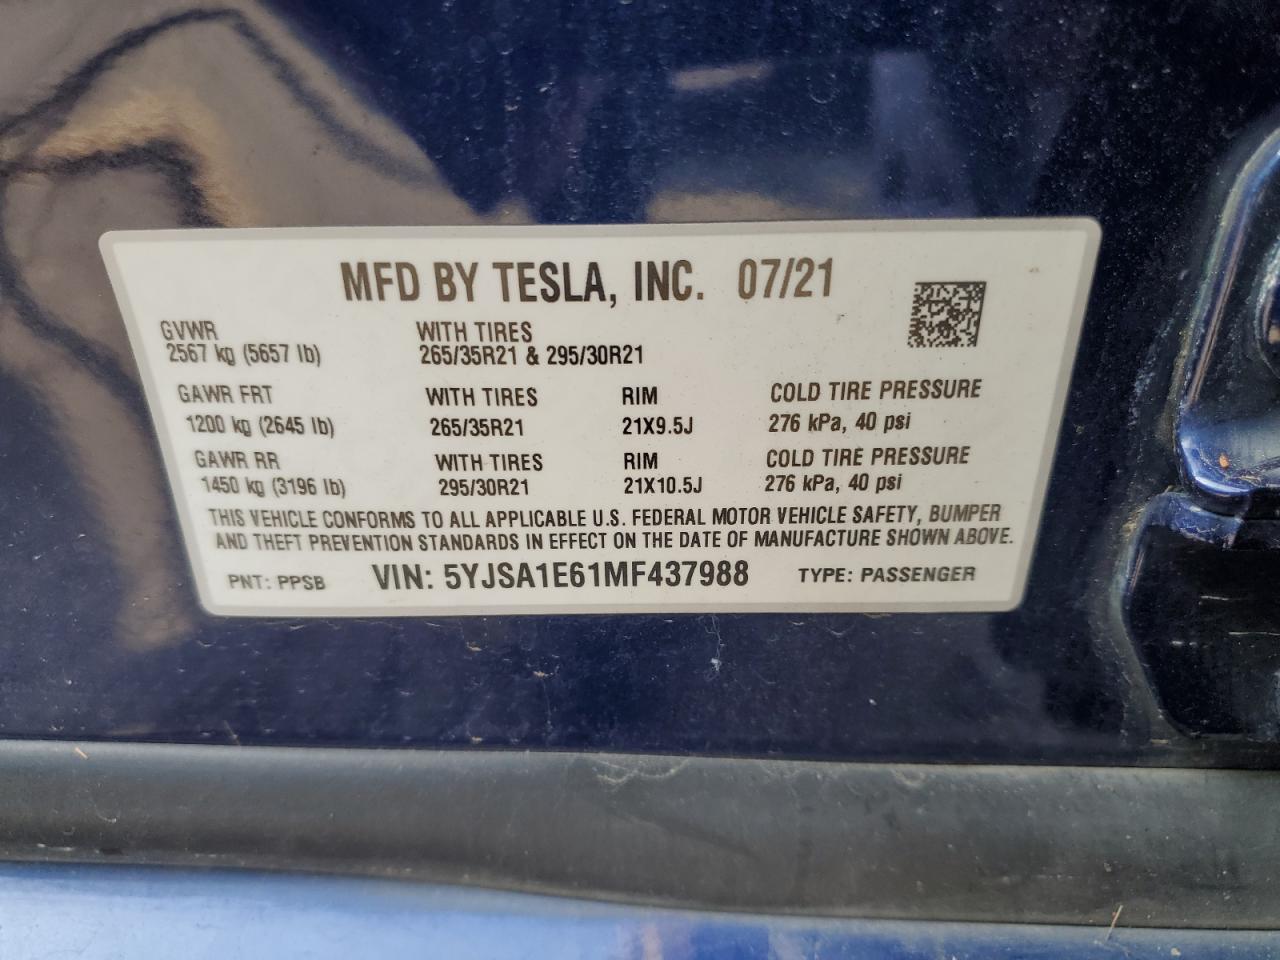 MFD BY TESLA, INC. 07/21
GVWR WITH TIRES
2567 kg (5657 lb) 265/35R21 & 295/30R21
GAWR FRT WITH TIRES RIM COLD TIRE PRESSURE
1200 kg (2645 lb) 265/35R21 21X9.5J 276 kPa, 40 psi
GAWR RR WITH TIRES RIM COLD TIRE PRESSURE
1450 kg (3196 lb) 295/30R21 21X10.5J 276 kPa, 40 psi
THIS VEHICLE CONFORMS TO ALL APPLICABLE U.S. FEDERAL MOTOR VEHICLE SAFETY, BUMPER
AND THEFT PREVENTION STANDARDS IN EFFECT ON THE DATE OF MANUFACTURE SHOWN ABOVE.
PNT: PPSB VIN: 5YJSA1E61MF437988 TYPE: PASSENGER